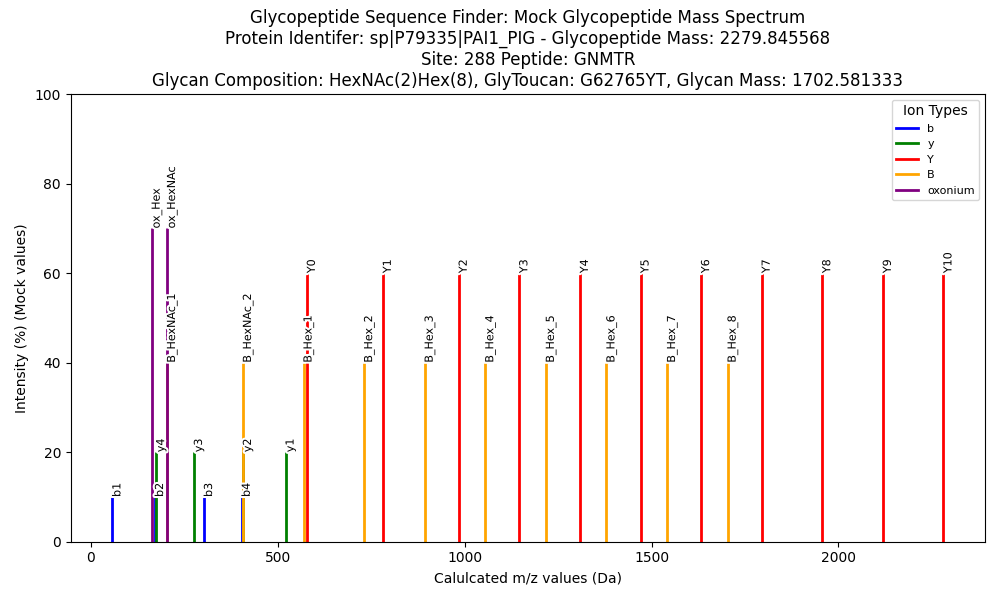 Glycopeptide Sequence Finder: Mock Glycopeptide Mass Spectrum
Protein Identifer: sp|P79335|PAI1_PIG - Glycopeptide Mass: 2279.845568
Site: 288 Peptide: GNMTR
Glycan Composition: HexNAc(2)Hex(8), GlyToucan: G62765YT, Glycan Mass: 1702.581333
Intensity (%) (Mock values)
100
80
60
40
20
0
Ion Types
b
y
Y
B
oxonium
ox_Hex
ox_HexNAc
Y0
Y1
Y2
Y3
Y4
Y5
Y6
Y7
Y8
Y9
Y10
B_HexNAc_1
B_HexNAc_2
B_Hex_1
B_Hex_2
B_Hex_3
B_Hex_4
B_Hex_5
B_Hex_6
B_Hex_7
B_Hex_8
y4
y3
y2
y1
b1
b2
b3
b4
0
500
1000
1500
2000
Calulcated m/z values (Da)